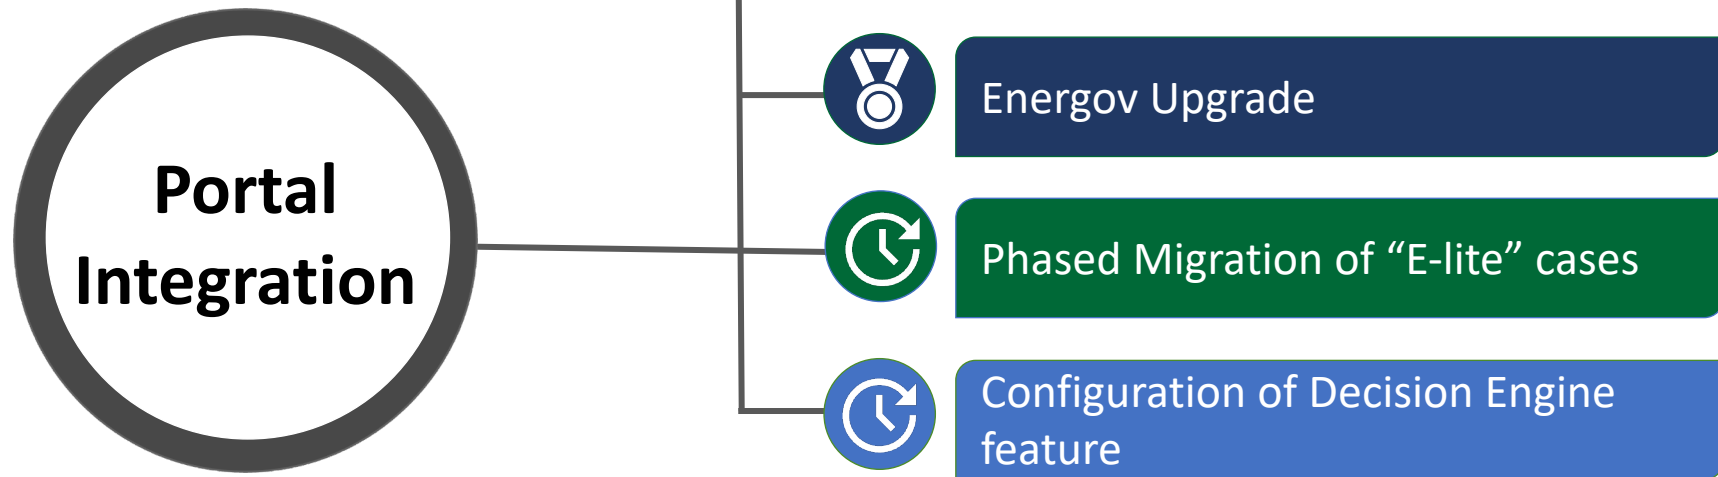 Portal
Integration
Energov Upgrade
Phased Migration of “E-lite” cases
Configuration of Decision Engine
feature